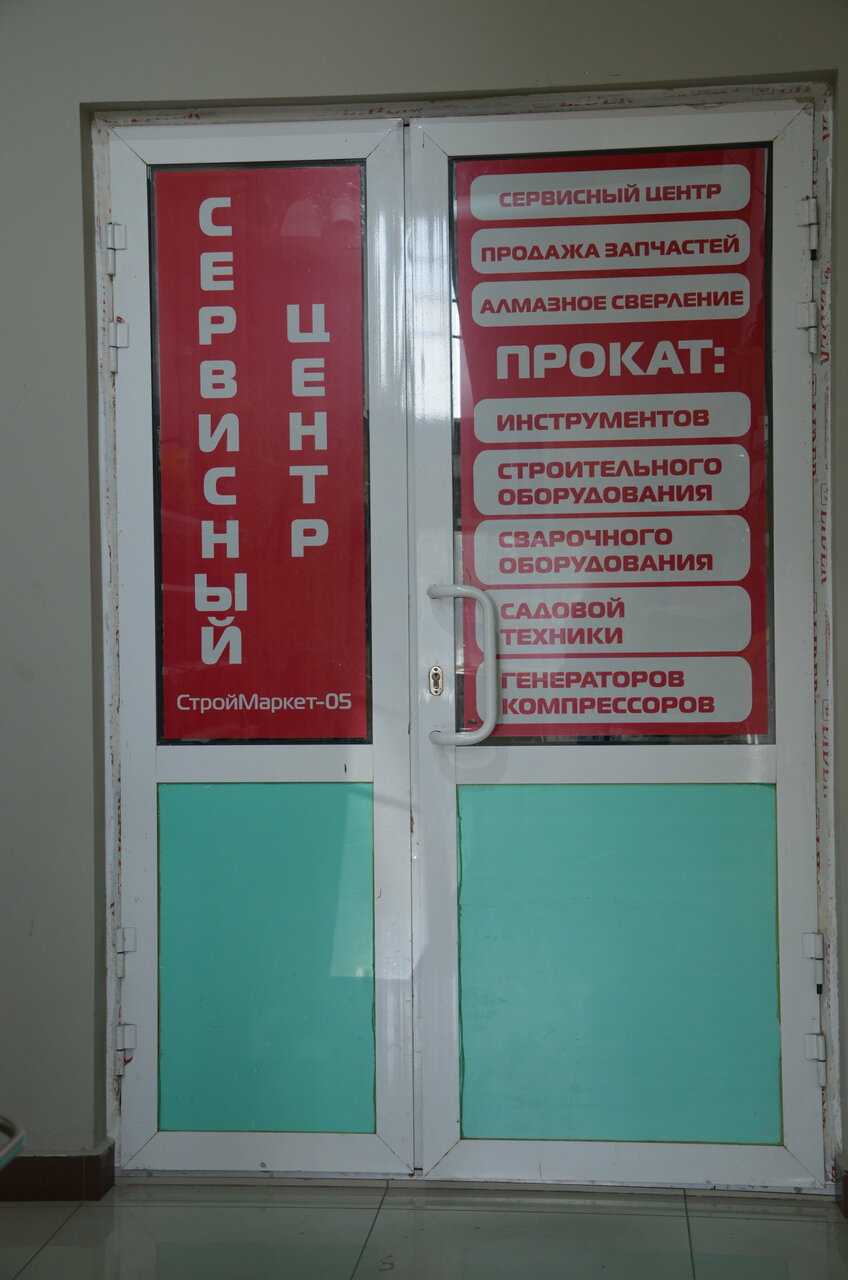 СЕРВИСНЫЙ
ЦЕНТР
СтройМаркет-05
СЕРВИСНЫЙ ЦЕНТР
ПРОДАЖА ЗАПЧАСТЕЙ
АЛМАЗНОЕ СВЕРЛЕНИЕ
ПРОКАТ:
ИНСТРУМЕНТОВ
СТРОИТЕЛЬНОГО
ОБОРУДОВАНИЯ
СВАРОЧНОГО
ОБОРУДОВАНИЯ
САДОВОЙ
ТЕХНИКИ
ГЕНЕРАТОРОВ
КОМПРЕССОРОВ